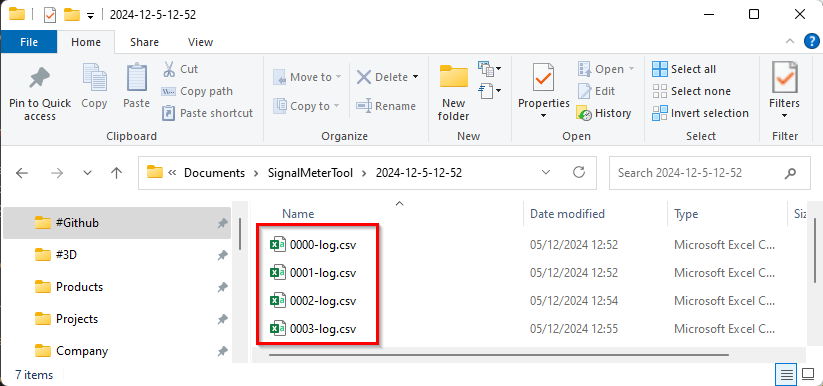 2024-12-5-12-52
File Home Share View
Pin to Quick access
Copy
Paste
Cut
Copy path
Paste shortcut
Clipboard
Move to
Copy to
Delete
Rename
Organize
New folder
New
Properties
Open
Edit
History
Open
Select all
Select none
Invert selection
Select
Filters
Filter
« Documents > SignalMeterTool > 2024-12-5-12-52
Search 2024-12-5-12-52
#Github
#3D
Products
Projects
Company
Name Date modified Type Siz
0000-log.csv 05/12/2024 12:52 Microsoft Excel C...
0001-log.csv 05/12/2024 12:52 Microsoft Excel C...
0002-log.csv 05/12/2024 12:54 Microsoft Excel C...
0003-log.csv 05/12/2024 12:55 Microsoft Excel C...
7 items